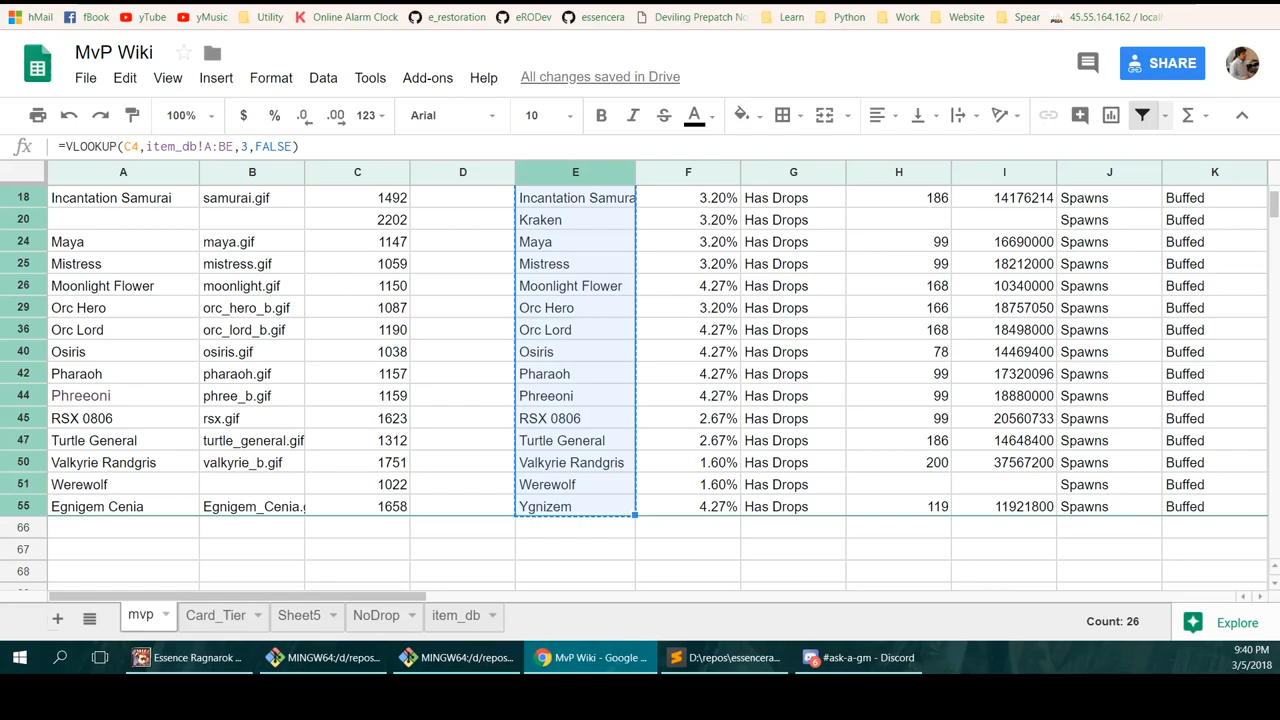 hMail fBook yTube yMusic Utility Online Alarm Clock e_restoration eRODev essencera Deviling Prepatch No Learn Python Work Website Spear 45.55.164.162 / local
MvP Wiki
File Edit View Insert Format Data Tools Add-ons Help All changes saved in Drive
SHARE
100% $ % .0 .00 123 Arial 10 B I S A Σ
fx =VLOOKUP(C4,item_db!A:BE,3,FALSE)
A B C D E F G H I J K
18 Incantation Samurai samurai.gif 1492 Incantation Samura 3.20% Has Drops 186 14176214 Spawns Buffed
20 2202 Kraken 3.20% Has Drops Spawns Buffed
24 Maya maya.gif 1147 Maya 3.20% Has Drops 99 16690000 Spawns Buffed
25 Mistress mistress.gif 1059 Mistress 3.20% Has Drops 99 18212000 Spawns Buffed
26 Moonlight Flower moonlight.gif 1150 Moonlight Flower 4.27% Has Drops 168 10340000 Spawns Buffed
29 Orc Hero orc_hero_b.gif 1087 Orc Hero 3.20% Has Drops 166 18757050 Spawns Buffed
36 Orc Lord orc_lord_b.gif 1190 Orc Lord 4.27% Has Drops 168 18498000 Spawns Buffed
40 Osiris osiris.gif 1038 Osiris 4.27% Has Drops 78 14469400 Spawns Buffed
42 Pharaoh pharaoh.gif 1157 Pharaoh 4.27% Has Drops 99 17320096 Spawns Buffed
44 Phreeoni phree_b.gif 1159 Phreeoni 4.27% Has Drops 99 18880000 Spawns Buffed
45 RSX 0806 rsx.gif 1623 RSX 0806 2.67% Has Drops 99 20560733 Spawns Buffed
47 Turtle General turtle_general.gif 1312 Turtle General 2.67% Has Drops 186 14648400 Spawns Buffed
50 Valkyrie Randgris valkyrie_b.gif 1751 Valkyrie Randgris 1.60% Has Drops 200 37567200 Spawns Buffed
51 Werewolf 1022 Werewolf 1.60% Has Drops Spawns Buffed
55 Egnigem Cenia Egnigem_Cenia.g 1658 Ygnizem 4.27% Has Drops 119 11921800 Spawns Buffed
66
67
68
mvp Card_Tier Sheet5 NoDrop item_db Count: 26 Explore
Essence Ragnarok ... MINGW64:/d/repos... MINGW64:/d/repos... MvP Wiki - Google ... D:\repos\essencera... #ask-a-gm - Discord 9:40 PM
3/5/2018